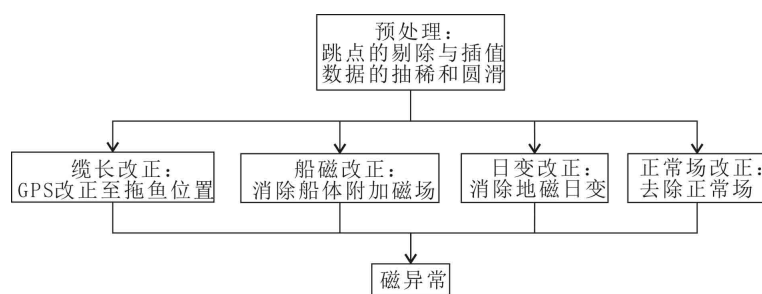 预处理：
跳点的剔除与插值
数据的抽稀和圆滑
缆长改正：
GPS改正至拖鱼位置
船磁改正：
消除船体附加磁场
日变改正：
消除地磁日变
正常场改正：
去除正常场
磁异常